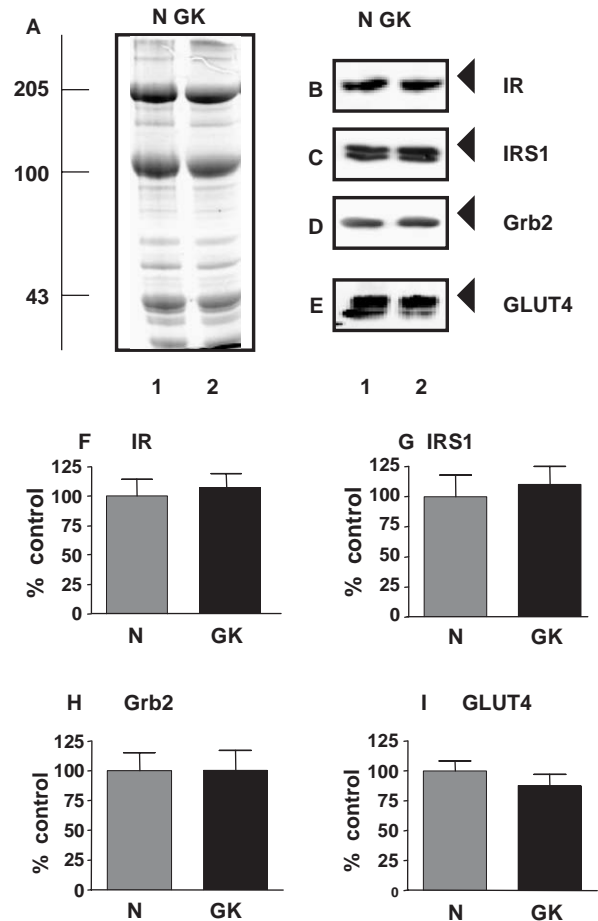 A
N GK
205
100
43
1 2
N GK
B IR
C IRS1
D Grb2
E GLUT4
1 2
F IR
125
100
75
50
25
0
% control
N GK
G IRS1
125
100
75
50
25
0
% control
N GK
H Grb2
125
100
75
50
25
0
% control
N GK
I GLUT4
125
100
75
50
25
0
% control
N GK